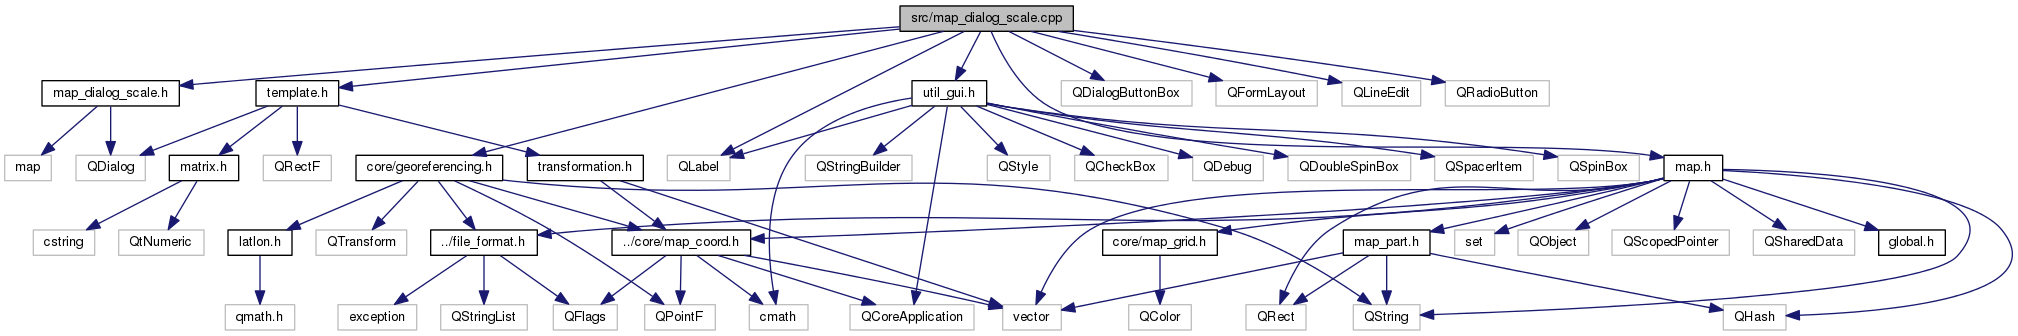 src/map_dialog_scale.cpp
map_dialog_scale.h
template.h
util_gui.h
QDialogButtonBox
QFormLayout
QLineEdit
QRadioButton
map
QDialog
matrix.h
QRectF
core/georeferencing.h
transformation.h
QLabel
QStringBuilder
QStyle
QCheckBox
QDebug
QDoubleSpinBox
QSpacerItem
QSpinBox
map.h
cstring
QtNumeric
latlon.h
QTransform
../file_format.h
../core/map_coord.h
core/map_grid.h
map_part.h
set
QObject
QScopedPointer
QSharedData
global.h
qmath.h
exception
QStringList
QFlags
QPointF
cmath
QCoreApplication
vector
QColor
QRect
QString
QHash